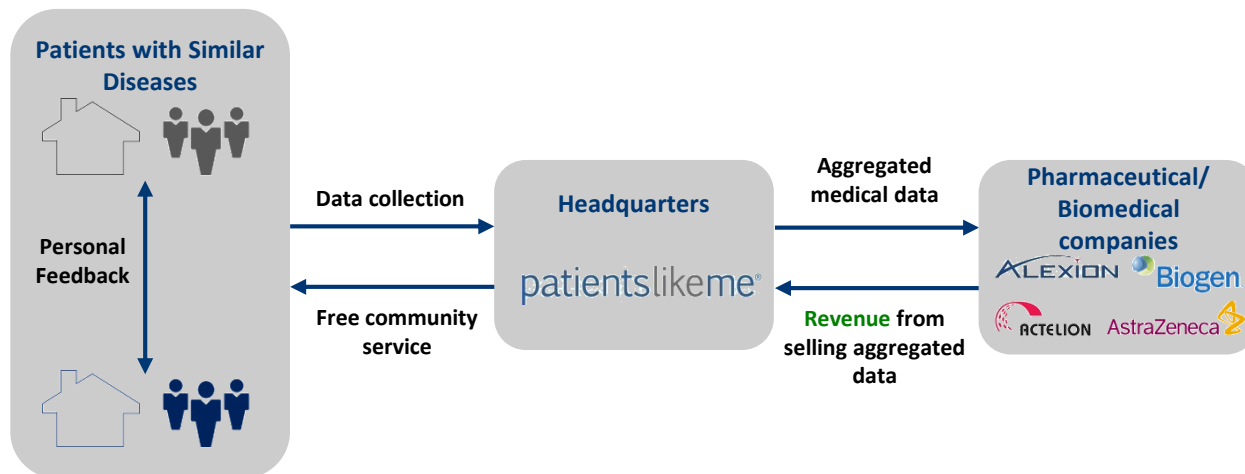 Patients with Similar
Diseases
Personal
Feedback
Data collection
Free community
service
Headquarters
patientslikeme®
Aggregated
medical data
Revenue from
selling aggregated
data
Pharmaceutical/
Biomedical
companies
ALEXION
Biogen
ACTELION
AstraZeneca